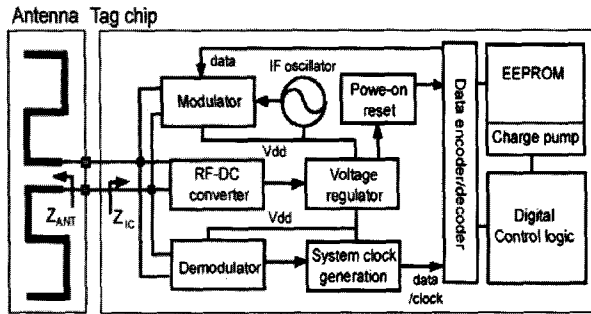 Antenna Tag chip
data
IF oscillator
Modulator
Powe-on
reset
Data encoder/decoder
EEPROM
Charge pump
Vdd
RF-DC
converter
Voltage
regulator
Z_ANT
Z_IC
Vdd
Digital
Control logic
Demodulator
System clock
generation
data
/clock